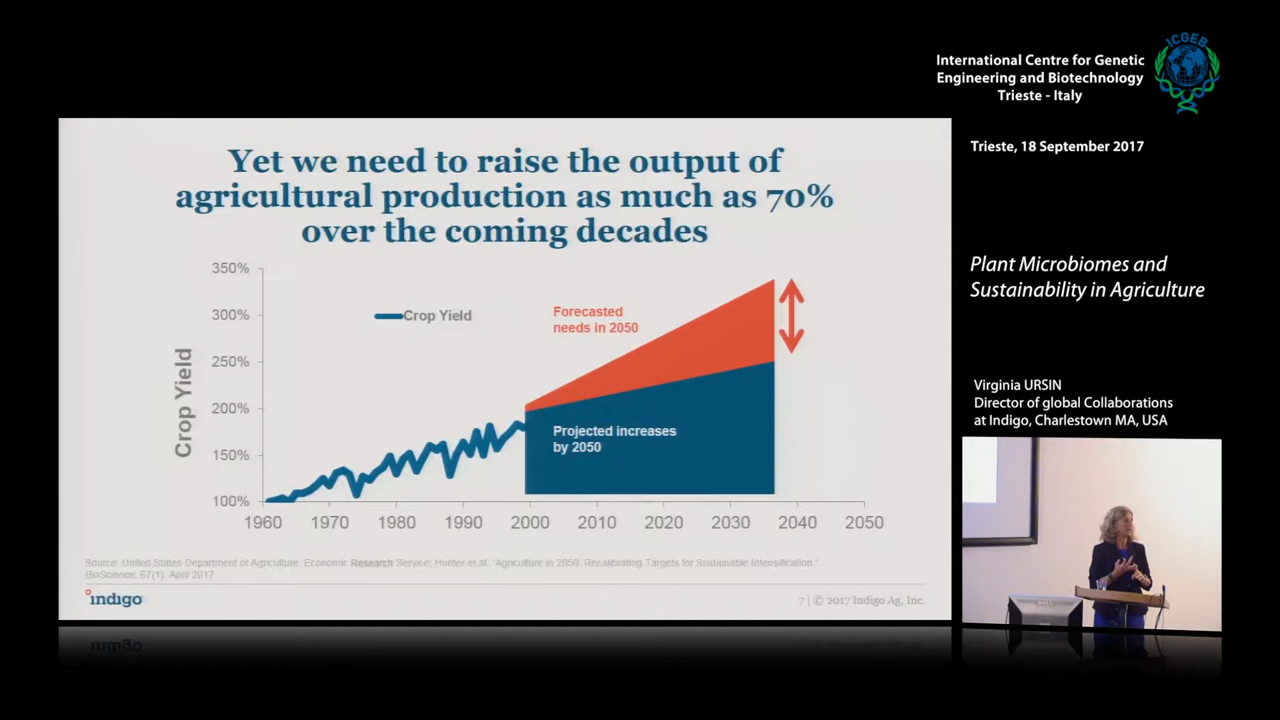 ICGEB
International Centre for Genetic
Engineering and Biotechnology
Trieste - Italy
Trieste, 18 September 2017
Yet we need to raise the output of
agricultural production as much as 70%
over the coming decades
Crop Yield
350%
300%
250%
200%
150%
100%
Crop Yield
Forecasted
needs in 2050
Projected increases
by 2050
1960 1970 1980 1990 2000 2010 2020 2030 2040 2050
Source: United States Department of Agriculture, Economic Research Service; Hunter et al. "Agriculture in 2050: Recalibrating Targets for Sustainable Intensification."
BioScience, 67(1). April 2017
indigo
7 | © 2017 Indigo Ag, Inc.
Plant Microbiomes and
Sustainability in Agriculture
Virginia URSIN
Director of global Collaborations
at Indigo, Charlestown MA, USA